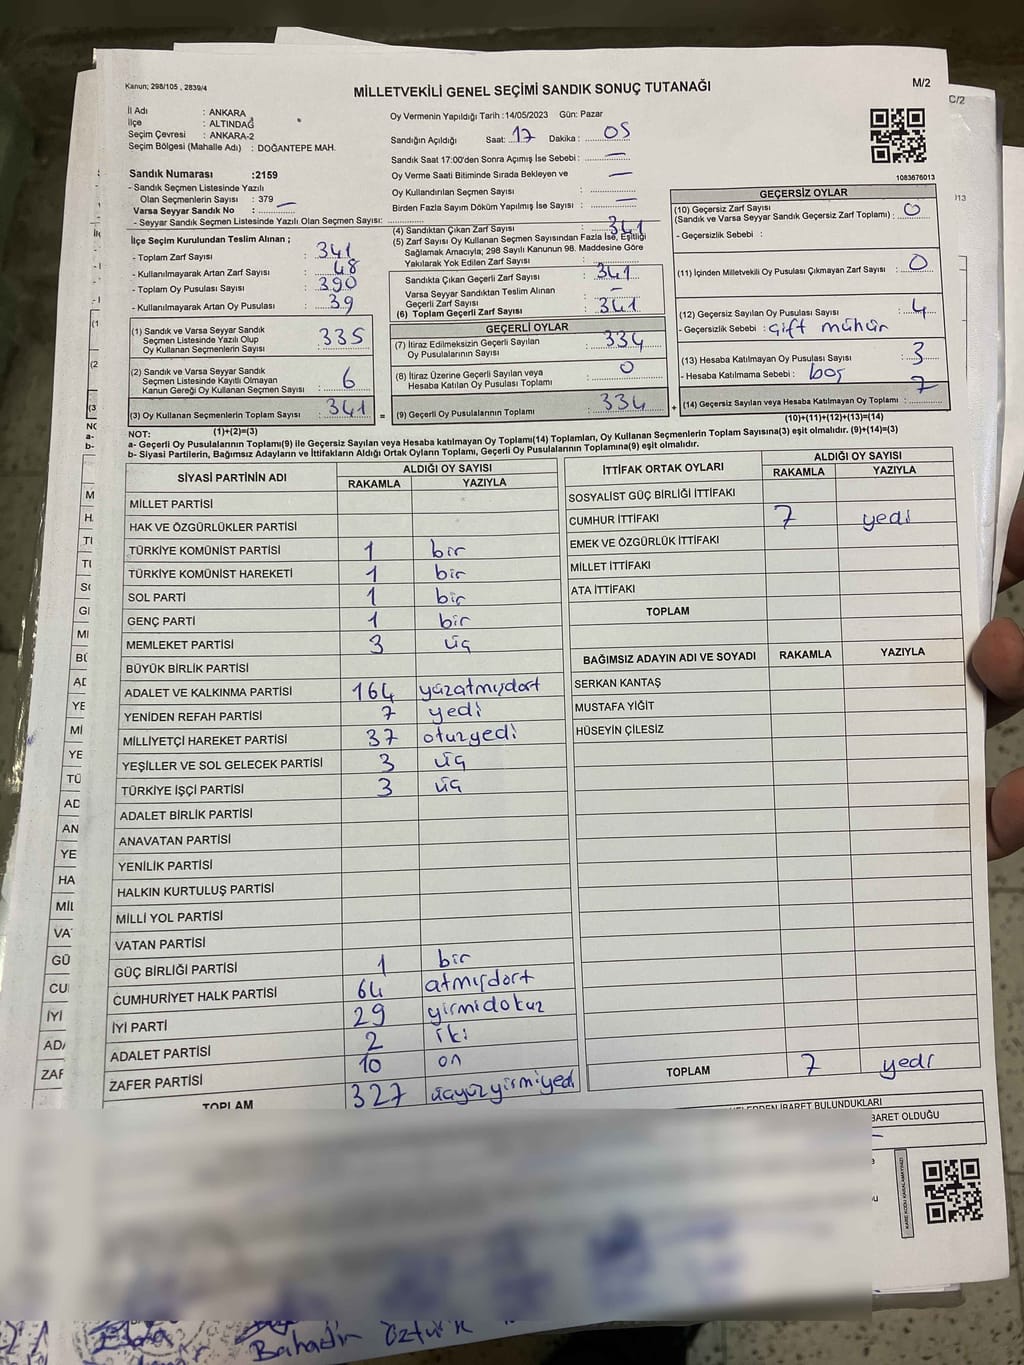 Kanun; 298/105 , 2839/4
MİLLETVEKİLİ GENEL SEÇİMİ SANDIK SONUÇ TUTANAĞI
M/2
C/2
İl Adı : ANKARA
İlçe : ALTINDAĞ
Seçim Çevresi : ANKARA-2
Seçim Bölgesi (Mahalle Adı) : DOĞANTEPE MAH.
Sandık Numarası :2159
- Sandık Seçmen Listesinde Yazılı
Olan Seçmenlerin Sayısı : 379
Varsa Seyyar Sandık No : —
- Seyyar Sandık Seçmen Listesinde Yazılı Olan Seçmen Sayısı:
Oy Vermenin Yapıldığı Tarih :14/05/2023 Gün: Pazar
Sandığın Açıldığı Saat: 17 Dakika : 05
Sandık Saat 17:00'den Sonra Açılmış İse Sebebi : —
Oy Verme Saati Bitiminde Sırada Bekleyen ve —
Oy Kullandırılan Seçmen Sayısı :
Birden Fazla Sayım Döküm Yapılmış İse Sayısı : —
1083676013
İlçe Seçim Kurulundan Teslim Alınan ;
- Toplam Zarf Sayısı : 341
- Kullanılmayarak Artan Zarf Sayısı : 48
- Toplam Oy Pusulası Sayısı : 390
- Kullanılmayarak Artan Oy Pusulası : 39
(1) Sandık ve Varsa Seyyar Sandık
Seçmen Listesinde Yazılı Olup
Oy Kullanan Seçmenlerin Sayısı : 335
(2) Sandık ve Varsa Seyyar Sandık
Seçmen Listesinde Kayıtlı Olmayan
Kanun Gereği Oy Kullanan Seçmen Sayısı : 6
(3) Oy Kullanan Seçmenlerin Toplam Sayısı : 341 =
(1)+(2)=(3)
(4) Sandıktan Çıkan Zarf Sayısı : 341
(5) Zarf Sayısı Oy Kullanan Seçmen Sayısından Fazla İse, Eşitliği
Sağlamak Amacıyla; 298 Sayılı Kanunun 98. Maddesine Göre
Yakılarak Yok Edilen Zarf Sayısı :
Sandıkta Çıkan Geçerli Zarf Sayısı : 341
Varsa Seyyar Sandıktan Teslim Alınan
Geçerli Zarf Sayısı : —
(6) Toplam Geçerli Zarf Sayısı : 341
GEÇERLİ OYLAR
(7) İtiraz Edilmeksizin Geçerli Sayılan
Oy Pusulalarının Sayısı : 334
(8) İtiraz Üzerine Geçerli Sayılan veya
Hesaba Katılan Oy Pusulası Toplamı : 0
(9) Geçerli Oy Pusulalarının Toplamı : 334 +
GEÇERSİZ OYLAR
(10) Geçersiz Zarf Sayısı
(Sandık ve Varsa Seyyar Sandık Geçersiz Zarf Toplamı) : 0
- Geçersizlik Sebebi :
(11) İçinden Milletvekili Oy Pusulası Çıkmayan Zarf Sayısı : 0
(12) Geçersiz Sayılan Oy Pusulası Sayısı : 4
- Geçersizlik Sebebi : çift mühür
(13) Hesaba Katılmayan Oy Pusulası Sayısı : 3
- Hesaba Katılmama Sebebi : boş
(14) Geçersiz Sayılan veya Hesaba Katılmayan Oy Toplamı : 7
(10)+(11)+(12)+(13)=(14)
NOT:
a- Geçerli Oy Pusulalarının Toplamı(9) ile Geçersiz Sayılan veya Hesaba katılmayan Oy Toplamı(14) Toplamları, Oy Kullanan Seçmenlerin Toplam Sayısına(3) eşit olmalıdır. (9)+(14)=(3)
b- Siyasi Partilerin, Bağımsız Adayların ve İttifakların Aldığı Ortak Oyların Toplamı, Geçerli Oy Pusulalarının Toplamına(9) eşit olmalıdır.
SİYASİ PARTİNİN ADI
ALDIĞI OY SAYISI
RAKAMLA YAZIYLA
MİLLET PARTİSİ
HAK VE ÖZGÜRLÜKLER PARTİSİ
TÜRKİYE KOMÜNİST PARTİSİ 1 bir
TÜRKİYE KOMÜNİST HAREKETİ 1 bir
SOL PARTİ 1 bir
GENÇ PARTİ 1 bir
MEMLEKET PARTİSİ 3 üç
BÜYÜK BİRLİK PARTİSİ
ADALET VE KALKINMA PARTİSİ 164 yüzatmışdört
YENİDEN REFAH PARTİSİ 7 yedi
MİLLİYETÇİ HAREKET PARTİSİ 37 otuzyedi
YEŞİLLER VE SOL GELECEK PARTİSİ 3 üç
TÜRKİYE İŞÇİ PARTİSİ 3 üç
ADALET BİRLİK PARTİSİ
ANAVATAN PARTİSİ
YENİLİK PARTİSİ
HALKIN KURTULUŞ PARTİSİ
MİLLİ YOL PARTİSİ
VATAN PARTİSİ
GÜÇ BİRLİĞİ PARTİSİ 1 bir
CUMHURİYET HALK PARTİSİ 64 atmışdört
İYİ PARTİ 29 yirmidokuz
ADALET PARTİSİ 2 iki
ZAFER PARTİSİ 10 on
TOPLAM 327 üçyüzyirmiyedi
İTTİFAK ORTAK OYLARI
ALDIĞI OY SAYISI
RAKAMLA YAZIYLA
SOSYALİST GÜÇ BİRLİĞİ İTTİFAKI
CUMHUR İTTİFAKI 7 yedi
EMEK VE ÖZGÜRLÜK İTTİFAKI
MİLLET İTTİFAKI
ATA İTTİFAKI
TOPLAM
BAĞIMSIZ ADAYIN ADI VE SOYADI RAKAMLA YAZIYLA
SERKAN KANTAŞ
MUSTAFA YİĞİT
HÜSEYİN ÇİLESİZ
TOPLAM 7 yedi
İBARET BULUNDUKLARI
BARET OLDUĞU
KARE KODU KARALAMAYINIZ!
Öztürk